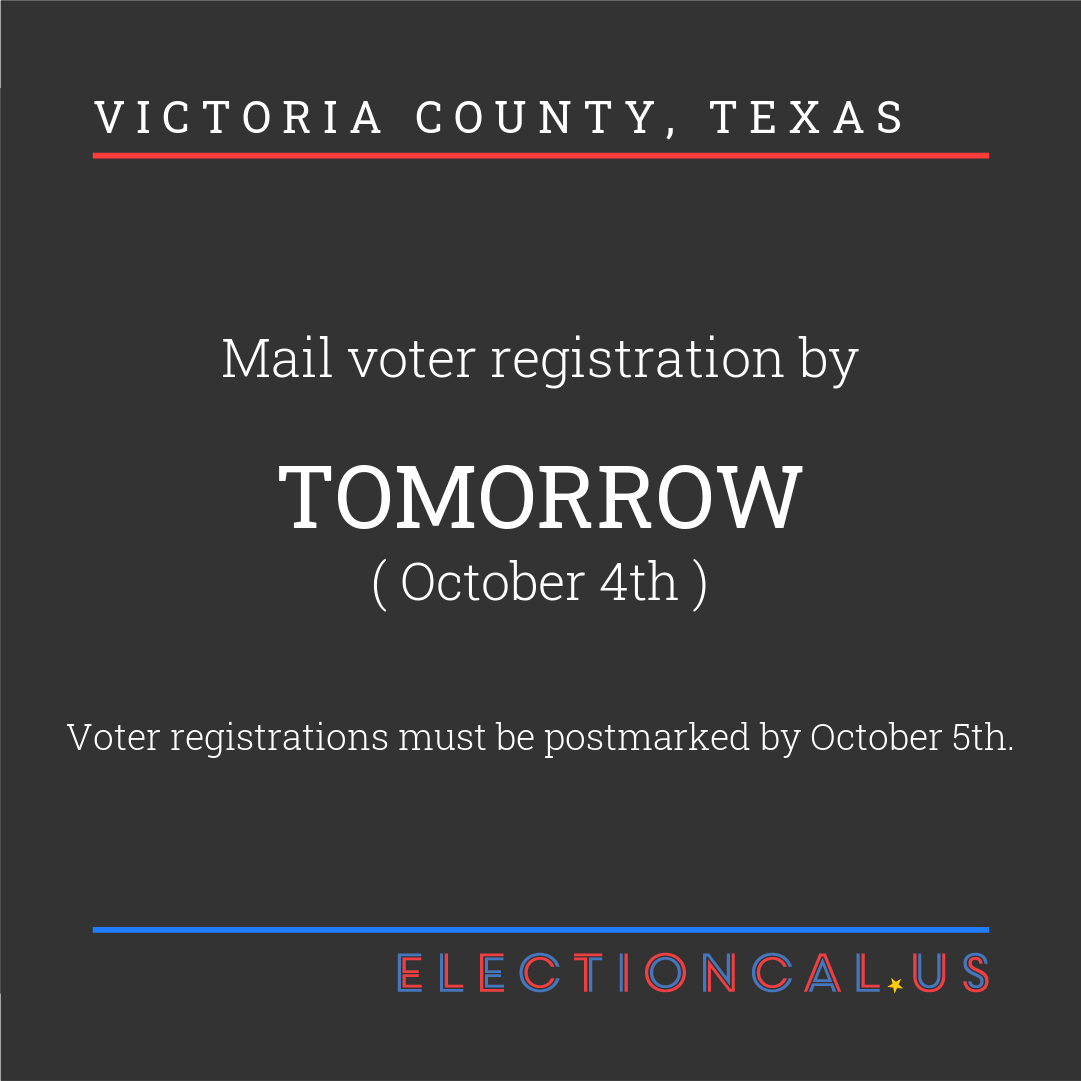 VICTORIA COUNTY, TEXAS
Mail voter registration by
TOMORROW
( October 4th )
Voter registrations must be postmarked by October 5th.
ELECTIONCAL.US